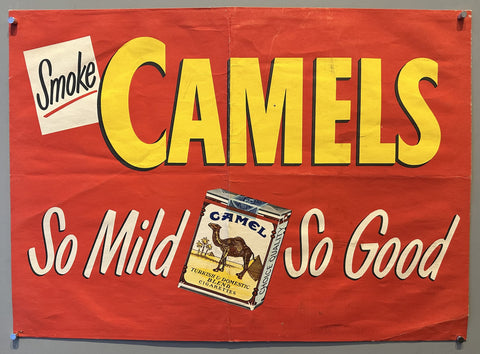 Smoke
CAMELS
So Mild
CAMEL
TURKISH & DOMESTIC
BLEND
CIGARETTES
So Good